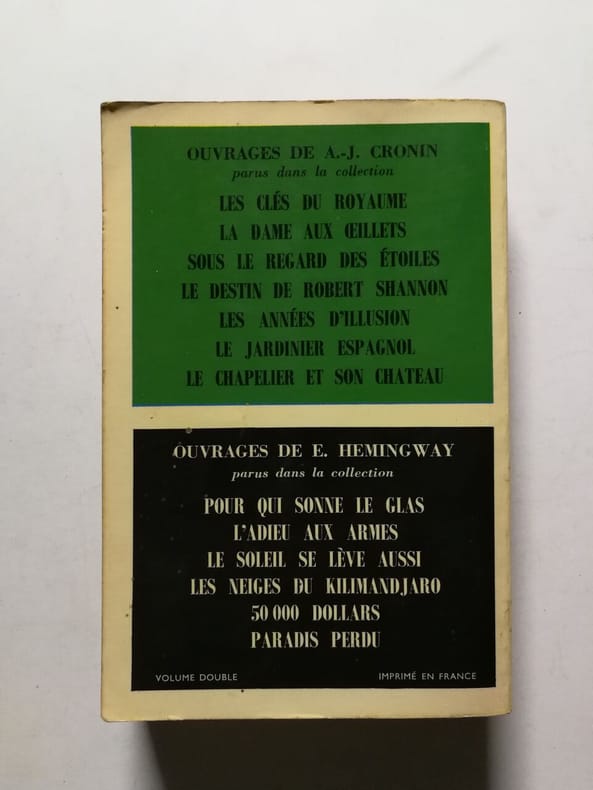 OUVRAGES DE A.-J. CRONIN
parus dans la collection
LES CLÉS DU ROYAUME
LA DAME AUX ŒILLETS
SOUS LE REGARD DES ÉTOILES
LE DESTIN DE ROBERT SHANNON
LES ANNÉES D'ILLUSION
LE JARDINIER ESPAGNOL
LE CHAPELIER ET SON CHATEAU
OUVRAGES DE E. HEMINGWAY
parus dans la collection
POUR QUI SONNE LE GLAS
L'ADIEU AUX ARMES
LE SOLEIL SE LÈVE AUSSI
LES NEIGES DU KILIMANDJARO
50 000 DOLLARS
PARADIS PERDU
VOLUME DOUBLE IMPRIMÉ EN FRANCE